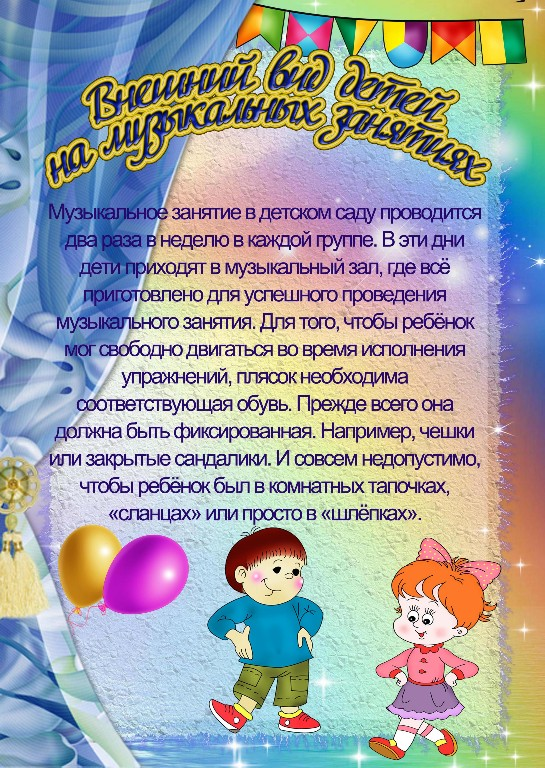 Внешний вид детей
на музыкальных занятиях
Музыкальное занятие в детском саду проводится
два раза в неделю в каждой группе. В эти дни
дети приходят в музыкальный зал, где всё
приготовлено для успешного проведения
музыкального занятия. Для того, чтобы ребёнок
мог свободно двигаться во время исполнения
упражнений, плясок необходима
соответствующая обувь. Прежде всего она
должна быть фиксированная. Например, чешки
или закрытые сандалики. И совсем недопустимо,
чтобы ребёнок был в комнатных тапочках,
«сланцах» или просто в «шлёпках».